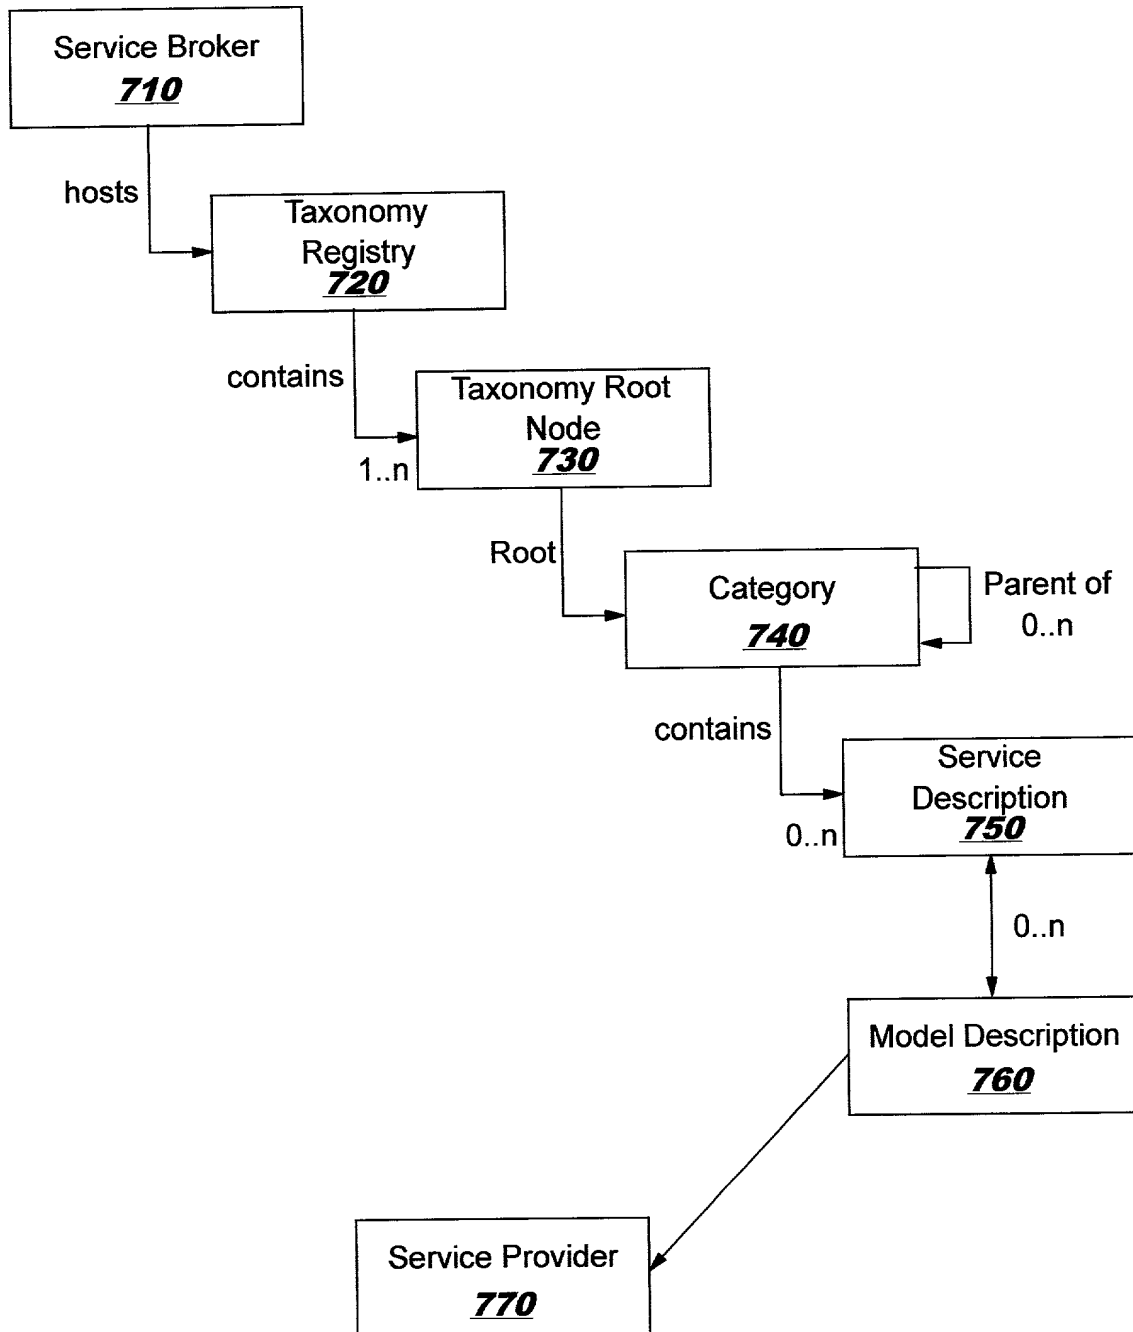 Service Broker
710
hosts
Taxonomy
Registry
720
contains
1..n
Taxonomy Root
Node
730
Root
Category
740
Parent of
0..n
contains
0..n
Service
Description
750
0..n
Model Description
760
Service Provider
770